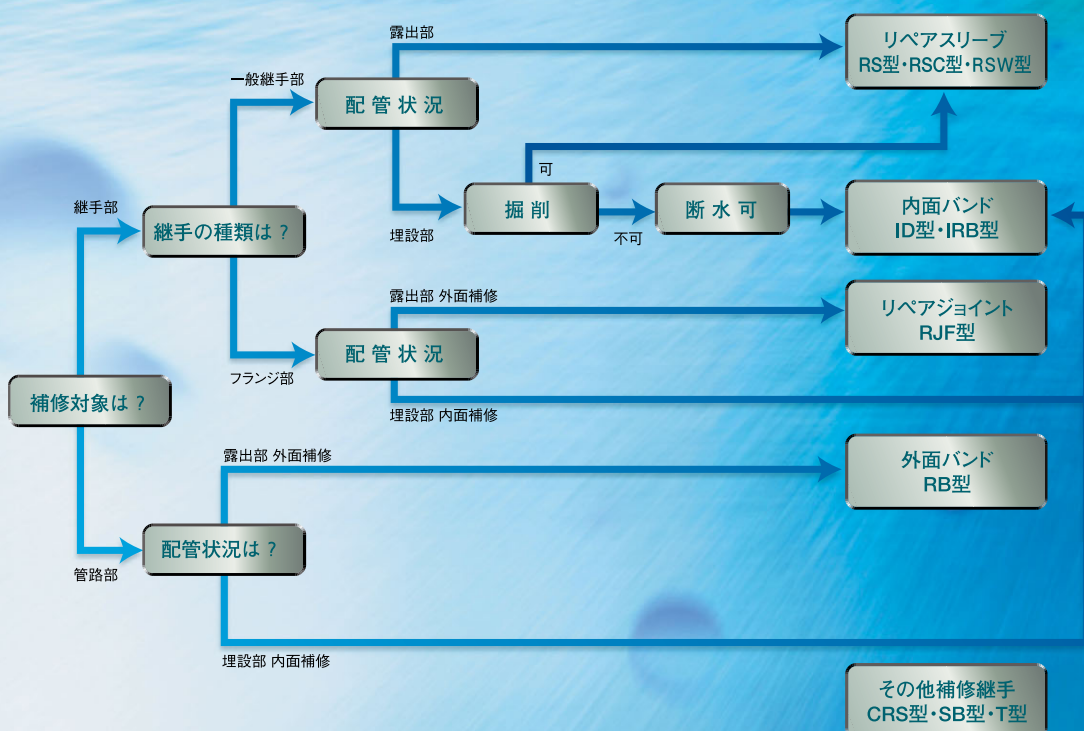 露出部
リペアスリーブ
RS型・RSC型・RSW型
一般継手部
配管状況
可
掘削
断水可
内面バンド
ID型・IRB型
継手部
継手の種類は？
埋設部
不可
露出部 外面補修
リペアジョイント
RJF型
配管状況
フランジ部
補修対象は？
埋設部 内面補修
露出部 外面補修
外面バンド
RB型
配管状況は？
管路部
埋設部 内面補修
その他補修継手
CRS型・SB型・T型